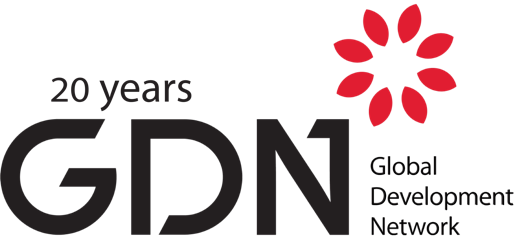 20 years
GDN
Global
Development
Network